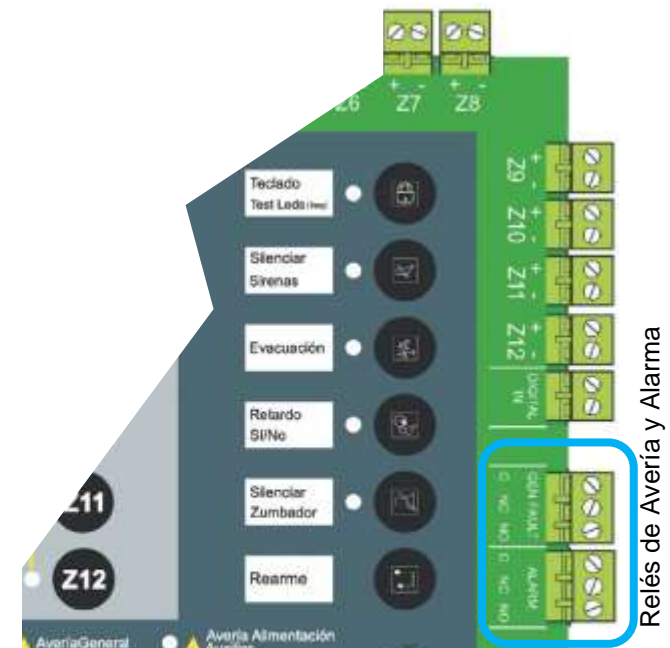 Z6
+ -
Z7
+ -
Z8
Teclado
Test Leds
Silenciar
Sirenas
Evacuación
Retardo
Si/No
Silenciar
Zumbador
Rearme
Z9
+ -
Z10
+ -
Z11
+ -
Z12
+ -
DIGITAL
IN
GEN FAULT
C NC NO
ALARM
C NC NO
Relés de Avería y Alarma
Z11
Z12
AveríaGeneral
Avería Alimentación